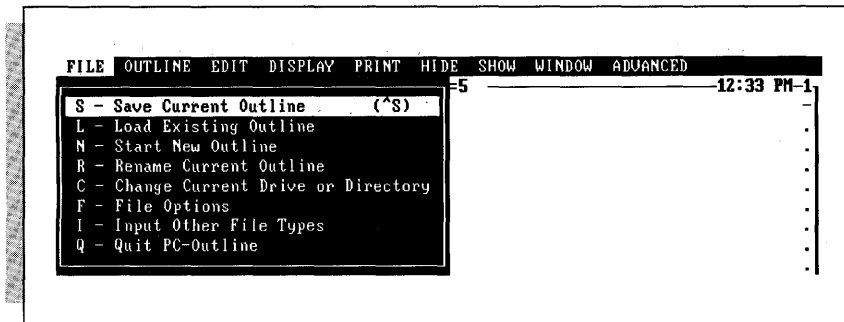 FILE OUTLINE EDIT DISPLAY PRINT HIDE SHOW WINDOW ADVANCED
=5 12:33 PM-1
S - Save Current Outline (^S)
L - Load Existing Outline
N - Start New Outline
R - Rename Current Outline
C - Change Current Drive or Directory
F - File Options
I - Input Other File Types
Q - Quit PC-Outline